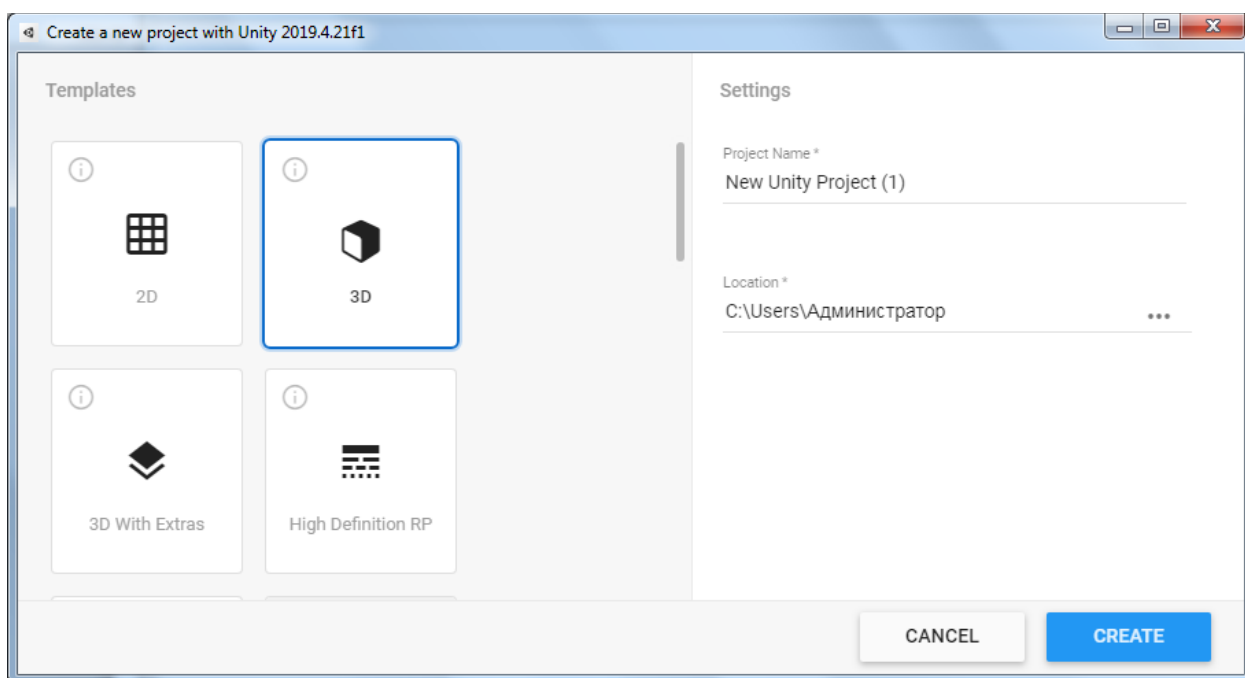 Create a new project with Unity 2019.4.21f1
Templates
2D
3D
3D With Extras
High Definition RP
Settings
Project Name *
New Unity Project (1)
Location *
C:\Users\Администратор
CANCEL
CREATE